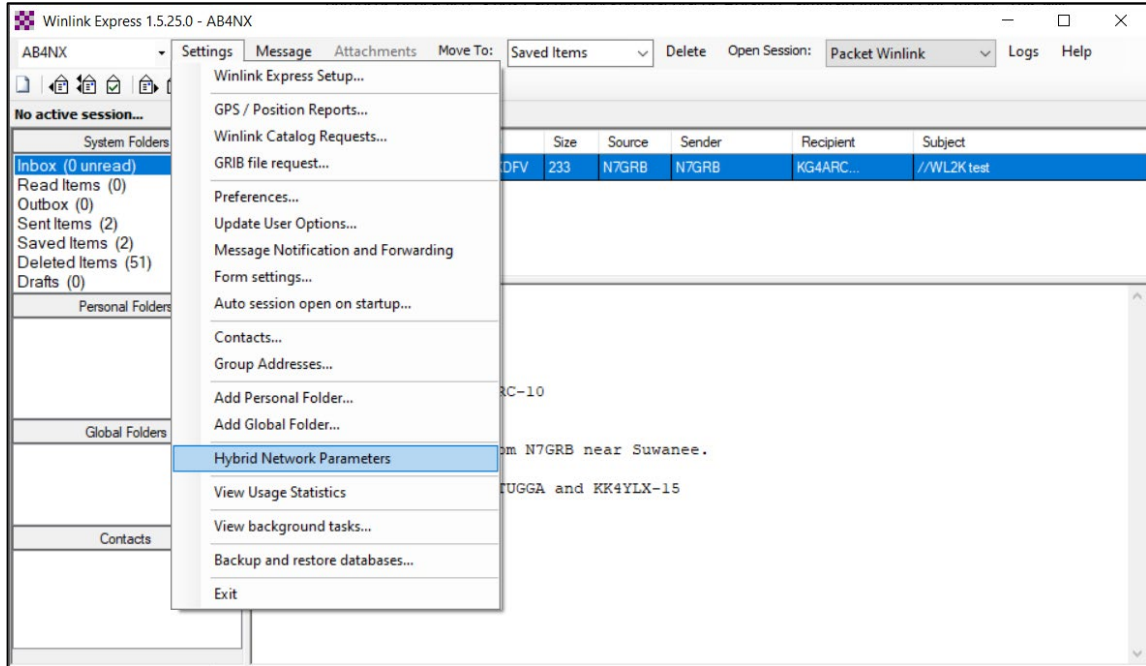 Winlink Express 1.5.25.0 - AB4NX
AB4NX Settings Message Attachments Move To: Saved Items Delete Open Session: Packet Winlink Logs Help
No active session...
System Folders
Inbox (0 unread)
Read Items (0)
Outbox (0)
Sent Items (2)
Saved Items (2)
Deleted Items (51)
Drafts (0)
Personal Folders
Global Folders
Contacts
Winlink Express Setup...
GPS / Position Reports...
Winlink Catalog Requests...
GRIB file request...
Preferences...
Update User Options...
Message Notification and Forwarding
Form settings...
Auto session open on startup...
Contacts...
Group Addresses...
Add Personal Folder...
Add Global Folder...
Hybrid Network Parameters
View Usage Statistics
View background tasks...
Backup and restore databases...
Exit
Size Source Sender Recipient Subject
233 N7GRB N7GRB KG4ARC... //WL2K test
RC-10
N7GRB near Suwanee.
TUGGA and KK4YLX-15